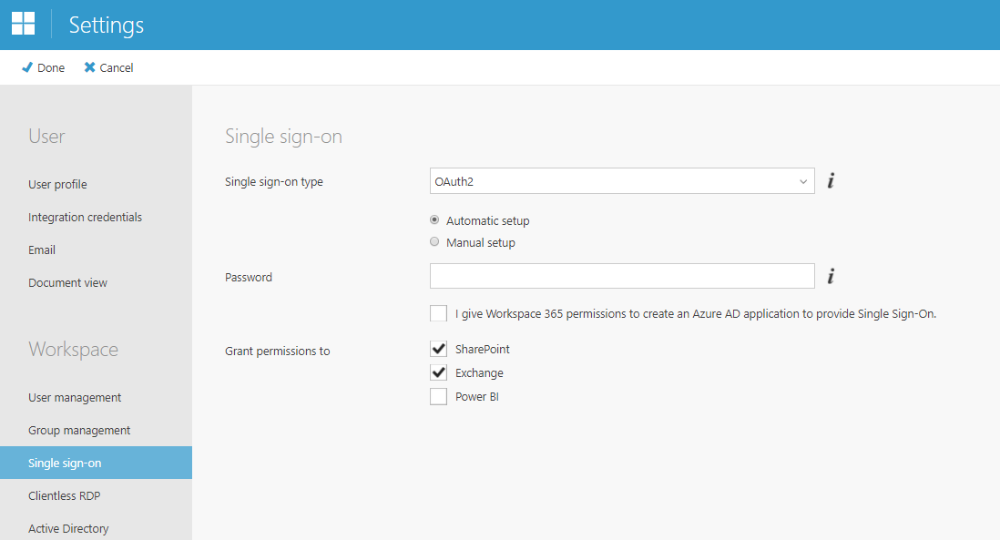 Settings
Done Cancel
User
User profile
Integration credentials
Email
Document view
Workspace
User management
Group management
Single sign-on
Clientless RDP
Active Directory
Single sign-on
Single sign-on type OAuth2 i
Automatic setup
Manual setup
Password i
I give Workspace 365 permissions to create an Azure AD application to provide Single Sign-On.
Grant permissions to SharePoint
Exchange
Power BI